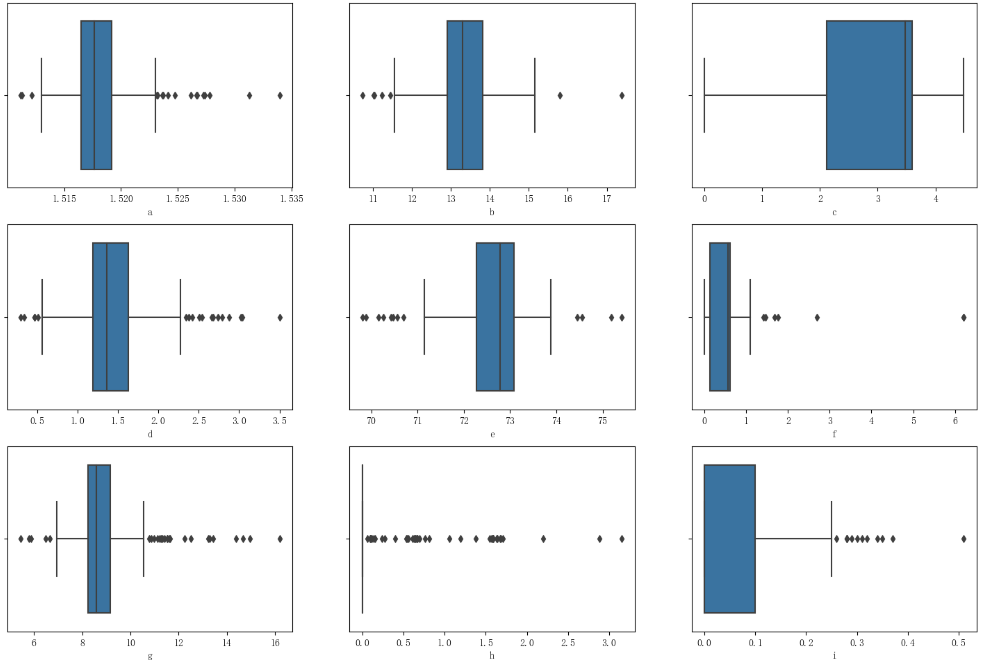 1.515 1.520 1.525 1.530 1.535
a
11 12 13 14 15 16 17
b
0 1 2 3 4
c
0.5 1.0 1.5 2.0 2.5 3.0 3.5
d
70 71 72 73 74 75
e
0 1 2 3 4 5 6
f
6 8 10 12 14 16
g
0.0 0.5 1.0 1.5 2.0 2.5 3.0
h
0.0 0.1 0.2 0.3 0.4 0.5
i